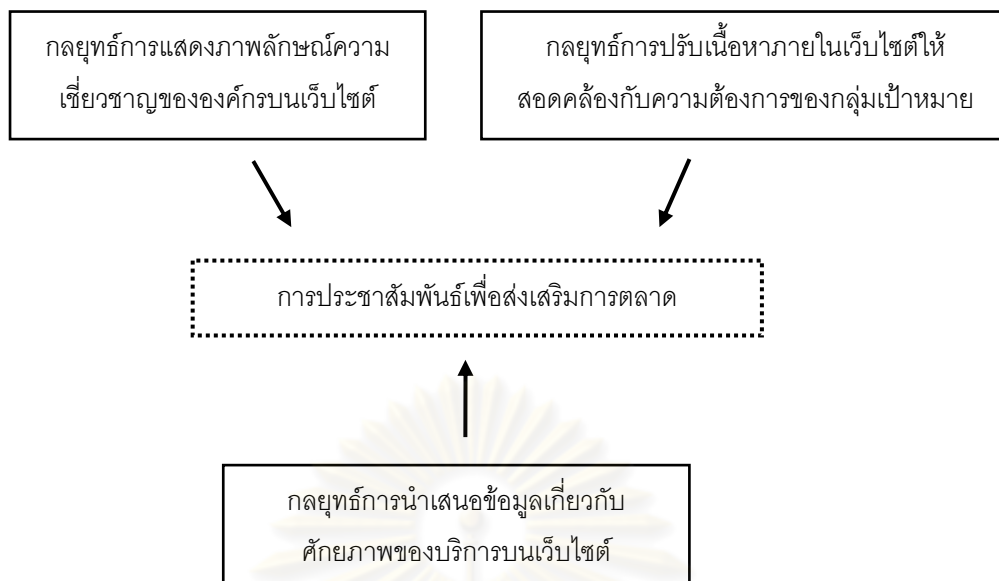 กลยุทธ์การแสดงภาพลักษณ์ความ
เชี่ยวชาญขององค์กรบนเว็บไซต์
กลยุทธ์การปรับเนื้อหาภายในเว็บไซต์ให้
สอดคล้องกับความต้องการของกลุ่มเป้าหมาย
การประชาสัมพันธ์เพื่อส่งเสริมการตลาด
กลยุทธ์การนำเสนอข้อมูลเกี่ยวกับ
ศักยภาพของบริการบนเว็บไซต์